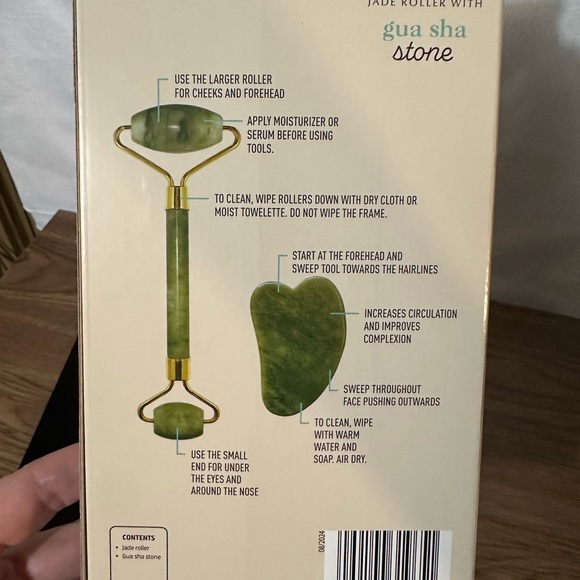 JADE ROLLER WITH
gua sha
stone
USE THE LARGER ROLLER
FOR CHEEKS AND FOREHEAD
APPLY MOISTURIZER OR
SERUM BEFORE USING
TOOLS.
TO CLEAN, WIPE ROLLERS DOWN WITH DRY CLOTH OR
MOIST TOWELETTE. DO NOT WIPE THE FRAME.
START AT THE FOREHEAD AND
SWEEP TOOL TOWARDS THE HAIRLINES
INCREASES CIRCULATION
AND IMPROVES
COMPLEXION
SWEEP THROUGHOUT
FACE PUSHING OUTWARDS
TO CLEAN, WIPE
WITH WARM
WATER AND
SOAP. AIR DRY.
USE THE SMALL
END FOR UNDER
THE EYES AND
AROUND THE NOSE
CONTENTS
• Jade roller
• Gua sha stone
08/2024